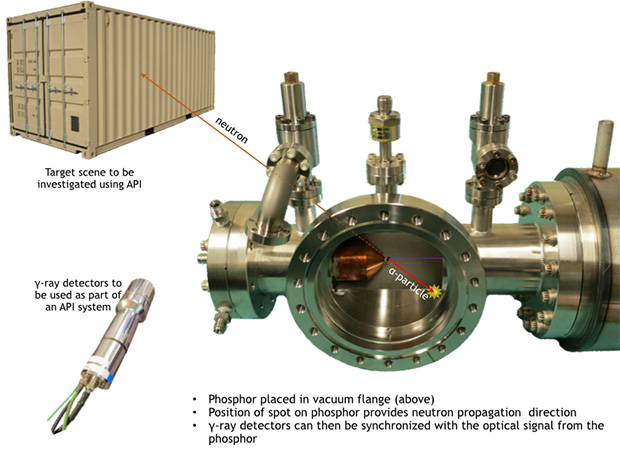 neutron
Target scene to be
investigated using API
γ-ray detectors to
be used as part of
an API system
α-particle
• Phosphor placed in vacuum flange (above)
• Position of spot on phosphor provides neutron propagation direction
• γ-ray detectors can then be synchronized with the optical signal from the
phosphor